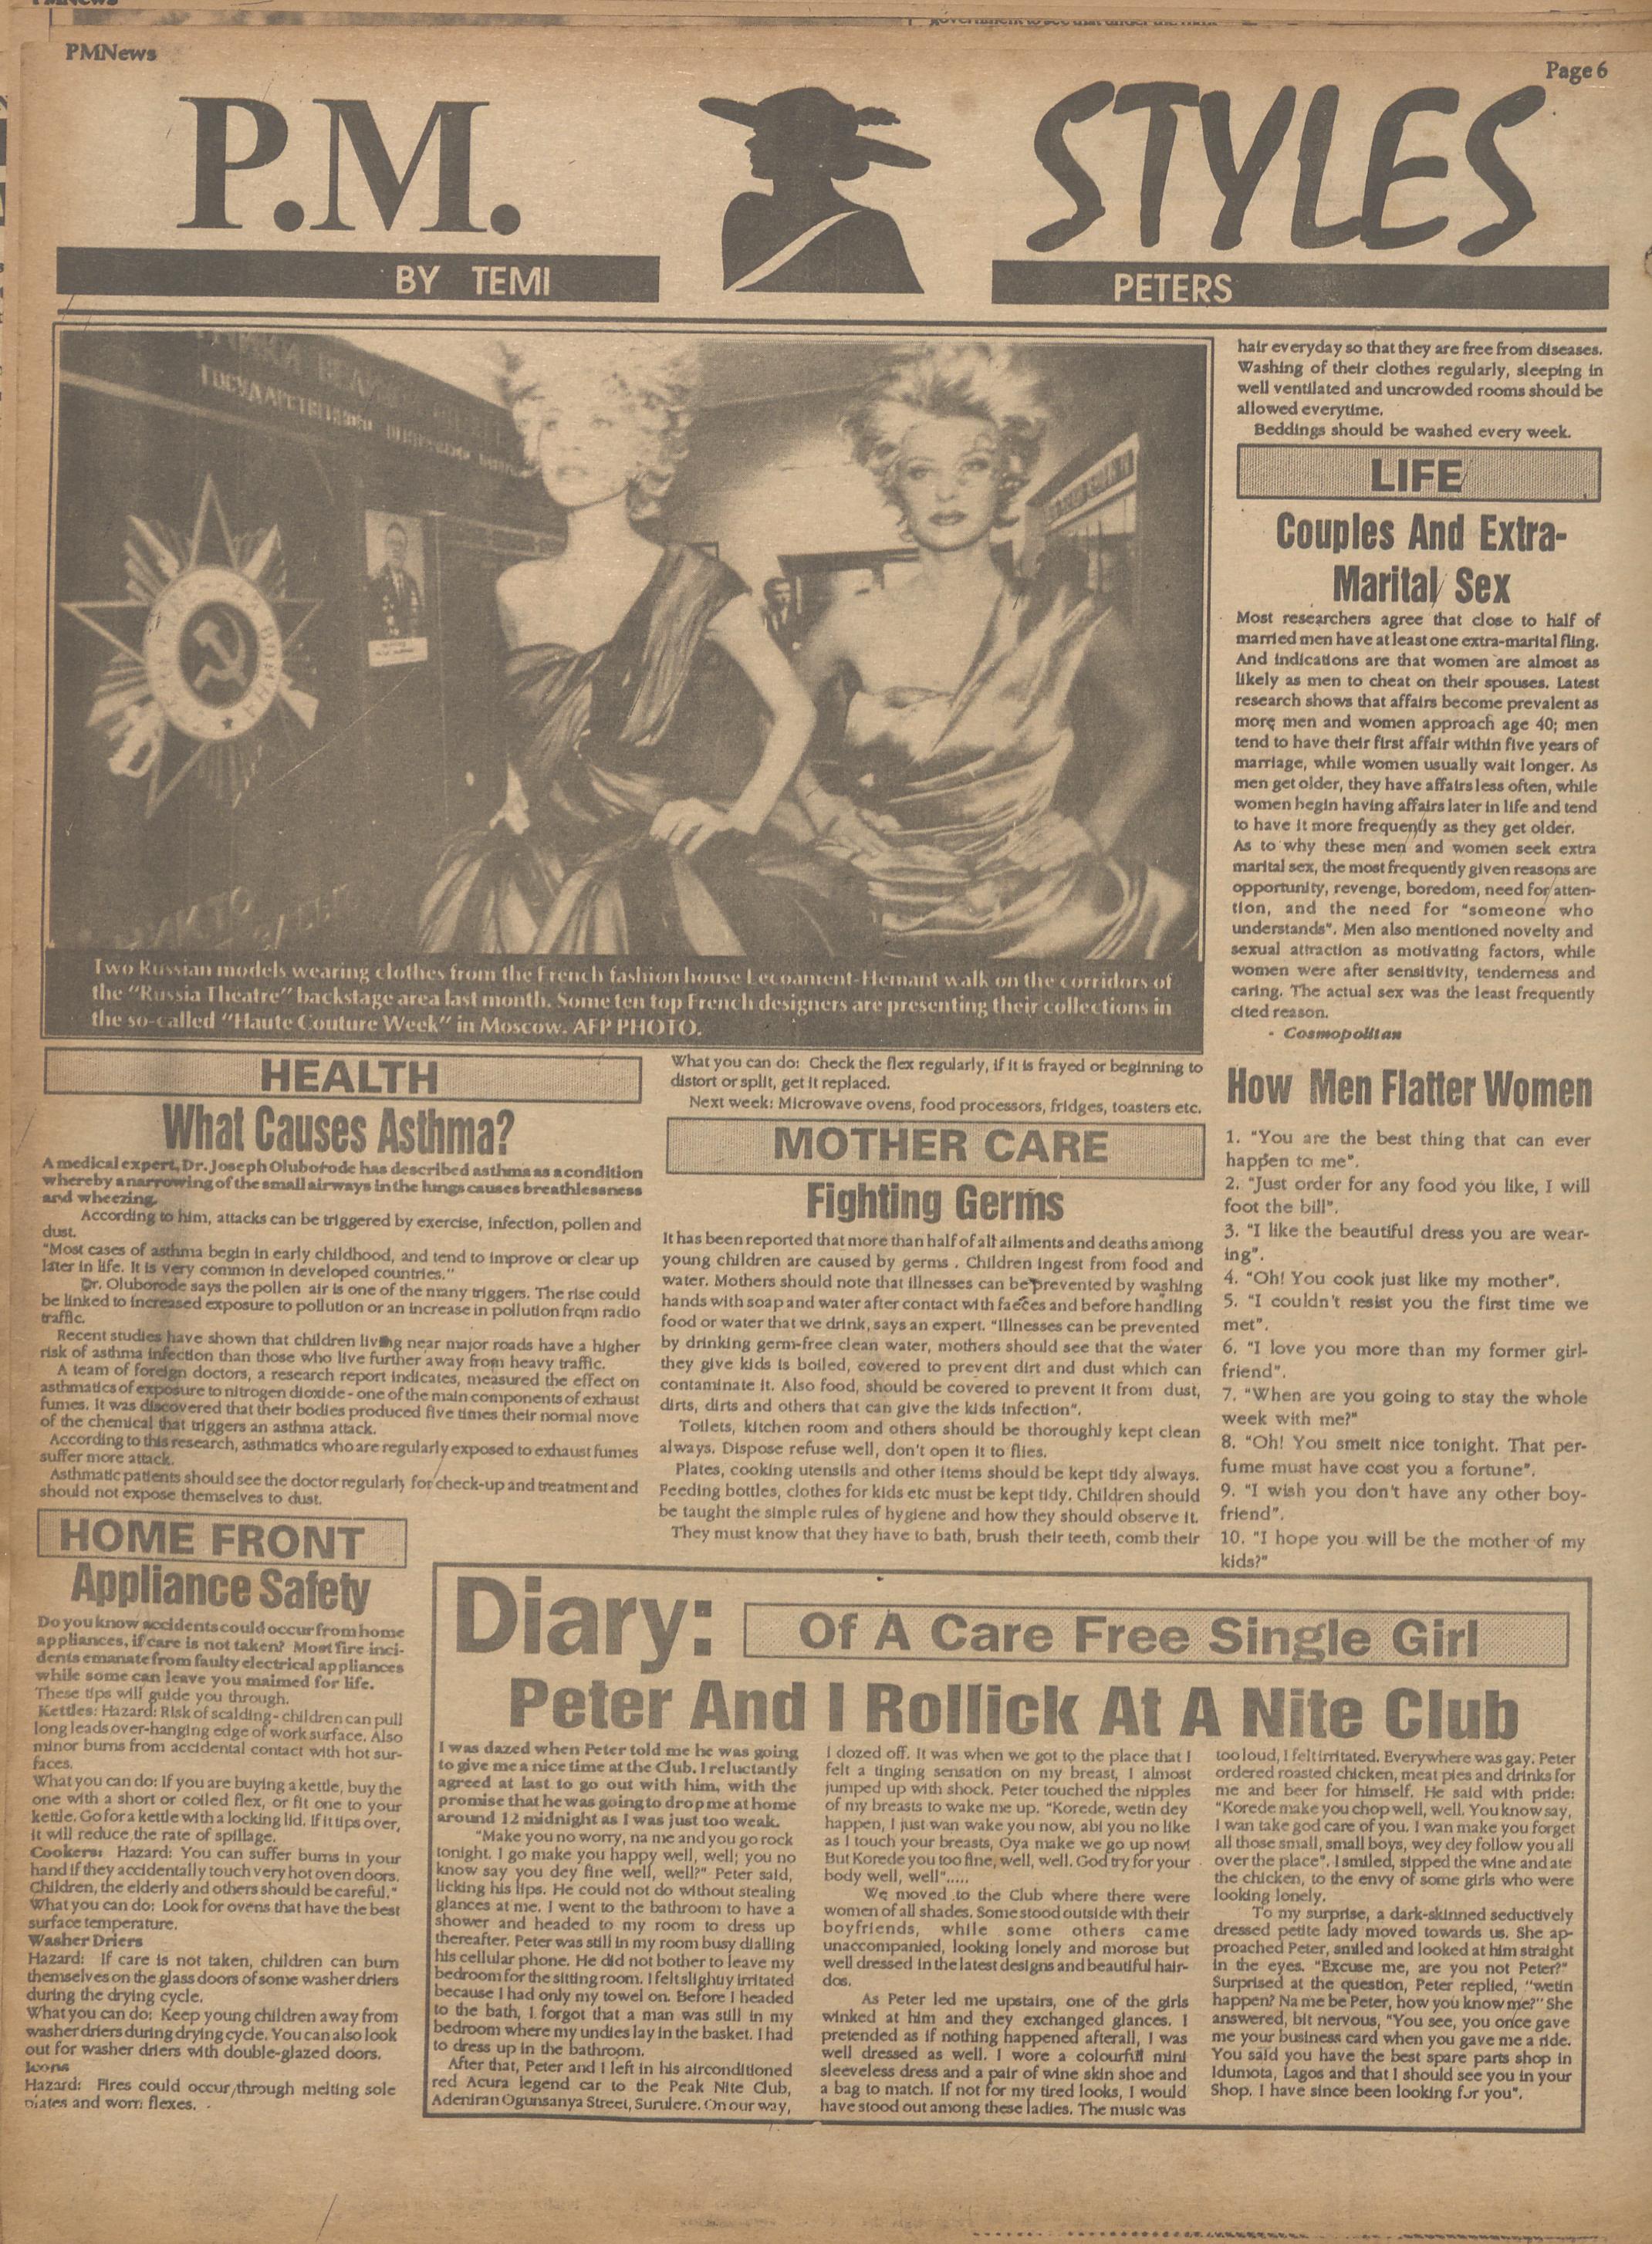 PMNews
Page 6
P.M. STYLES
BY TEMI PETERS
Two Russian models wearing clothes from the French fashion house Lecoament-Hemant walk on the corridors of
the "Russia Theatre" backstage area last month. Some ten top French designers are presenting their collections in
the so-called "Haute Couture Week" in Moscow. AFP PHOTO.
HEALTH
What Causes Asthma?
A medical expert, Dr. Joseph Oluborode has described asthma as a condition
whereby a narrowing of the small airways in the lungs causes breathlessness
and wheezing.
According to him, attacks can be triggered by exercise, infection, pollen and
dust.
"Most cases of asthma begin in early childhood, and tend to improve or clear up
later in life. It is very common in developed countries."
Dr. Oluborode says the pollen air is one of the many triggers. The rise could
be linked to increased exposure to pollution or an increase in pollution from radio
traffic.
Recent studies have shown that children living near major roads have a higher
risk of asthma infection than those who live further away from heavy traffic.
A team of foreign doctors, a research report indicates, measured the effect on
asthmatics of exposure to nitrogen dioxide - one of the main components of exhaust
fumes. It was discovered that their bodies produced five times their normal move
of the chemical that triggers an asthma attack.
According to this research, asthmatics who are regularly exposed to exhaust fumes
suffer more attack.
Asthmatic patients should see the doctor regularly for check-up and treatment and
should not expose themselves to dust.
HOME FRONT
Appliance Safety
Do you know accidents could occur from home
appliances, if care is not taken? Most fire inci-
dents emanate from faulty electrical appliances
while some can leave you maimed for life.
These tips will guide you through.
Kettles: Hazard: Risk of scalding - children can pull
long leads over-hanging edge of work surface. Also
minor burns from accidental contact with hot sur-
faces.
What you can do: If you are buying a kettle, buy the
one with a short or coiled flex, or fit one to your
kettle. Go for a kettle with a locking lid. If it tips over,
it will reduce the rate of spillage.
Cookers: Hazard: You can suffer burns in your
hand if they accidentally touch very hot oven doors.
Children, the elderly and others should be careful."
What you can do: Look for ovens that have the best
surface temperature.
Washer Driers
Hazard: If care is not taken, children can burn
themselves on the glass doors of some washer driers
during the drying cycle.
What you can do: Keep young children away from
washer driers during drying cycle. You can also look
out for washer driers with double-glazed doors.
Icons
Hazard: Fires could occur through melting sole
plates and worn flexes.
What you can do: Check the flex regularly, if it is frayed or beginning to
distort or split, get it replaced.
Next week: Microwave ovens, food processors, fridges, toasters etc.
MOTHER CARE
Fighting Germs
It has been reported that more than half of all ailments and deaths among
young children are caused by germs . Children ingest from food and
water. Mothers should note that illnesses can be prevented by washing
hands with soap and water after contact with faeces and before handling
food or water that we drink, says an expert. "Illnesses can be prevented
by drinking germ-free clean water, mothers should see that the water
they give kids is boiled, covered to prevent dirt and dust which can
contaminate it. Also food, should be covered to prevent it from dust,
dirts, dirts and others that can give the kids infection".
Toilets, kitchen room and others should be thoroughly kept clean
always. Dispose refuse well, don't open it to flies.
Plates, cooking utensils and other items should be kept tidy always.
Feeding bottles, clothes for kids etc must be kept tidy. Children should
be taught the simple rules of hygiene and how they should observe it.
They must know that they have to bath, brush their teeth, comb their
hair everyday so that they are free from diseases.
Washing of their clothes regularly, sleeping in
well ventilated and uncrowded rooms should be
allowed everytime.
Beddings should be washed every week.
LIFE
Couples And Extra-
Marital Sex
Most researchers agree that close to half of
married men have at least one extra-marital fling.
And indications are that women are almost as
likely as men to cheat on their spouses. Latest
research shows that affairs become prevalent as
more men and women approach age 40; men
tend to have their first affair within five years of
marriage, while women usually wait longer. As
men get older, they have affairs less often, while
women begin having affairs later in life and tend
to have it more frequently as they get older.
As to why these men and women seek extra
marital sex, the most frequently given reasons are
opportunity, revenge, boredom, need for atten-
tion, and the need for "someone who
understands". Men also mentioned novelty and
sexual attraction as motivating factors, while
women were after sensitivity, tenderness and
caring. The actual sex was the least frequently
cited reason.
- Cosmopolitan
How Men Flatter Women
1. "You are the best thing that can ever
happen to me".
2. "Just order for any food you like, I will
foot the bill".
3. "I like the beautiful dress you are wear-
ing".
4. "Oh! You cook just like my mother".
5. "I couldn't resist you the first time we
met".
6. "I love you more than my former girl-
friend".
7. "When are you going to stay the whole
week with me?"
8. "Oh! You smelt nice tonight. That per-
fume must have cost you a fortune".
9. "I wish you don't have any other boy-
friend".
10. "I hope you will be the mother of my
kids?"
Diary: Of A Care Free Single Girl
Peter And I Rollick At A Nite Club
I was dazed when Peter told me he was going
to give me a nice time at the Club. I reluctantly
agreed at last to go out with him, with the
promise that he was going to drop me at home
around 12 midnight as I was just too weak.
"Make you no worry, na me and you go rock
tonight. I go make you happy well, well; you no
know say you dey fine well, well?" Peter said,
licking his lips. He could not do without stealing
glances at me. I went to the bathroom to have a
shower and headed to my room to dress up
thereafter. Peter was still in my room busy dialling
his cellular phone. He did not bother to leave my
bedroom for the sitting room. I felt slightly irritated
because I had only my towel on. Before I headed
to the bath, I forgot that a man was still in my
bedroom where my undies lay in the basket. I had
to dress up in the bathroom.
After that, Peter and I left in his airconditioned
red Acura legend car to the Peak Nite Club,
Adeniran Ogunsanya Street, Surulere. On our way,
I dozed off. It was when we got to the place that I
felt a tinging sensation on my breast, I almost
jumped up with shock. Peter touched the nipples
of my breasts to wake me up. "Korede, wetin dey
happen, I just wan wake you now, abi you no like
as I touch your breasts, Oya make we go up now!
But Korede you too fine, well, well. God try for your
body well, well".....
We moved to the Club where there were
women of all shades. Some stood outside with their
boyfriends, while some others came
unaccompanied, looking lonely and morose but
well dressed in the latest designs and beautiful hair-
dos.
As Peter led me upstairs, one of the girls
winked at him and they exchanged glances. I
pretended as if nothing happened afterall, I was
well dressed as well. I wore a colourful mini
sleeveless dress and a pair of wine skin shoe and
a bag to match. If not for my tired looks, I would
have stood out among these ladies. The music was
too loud, I felt irritated. Everywhere was gay. Peter
ordered roasted chicken, meat pies and drinks for
me and beer for himself. He said with pride:
"Korede make you chop well, well. You know say,
I wan take god care of you. I wan make you forget
all those small, small boys, wey dey follow you all
over the place". I smiled, sipped the wine and ate
the chicken, to the envy of some girls who were
looking lonely.
To my surprise, a dark-skinned seductively
dressed petite lady moved towards us. She ap-
proached Peter, smiled and looked at him straight
in the eyes. "Excuse me, are you not Peter?"
Surprised at the question, Peter replied, "wetin
happen? Na me be Peter, how you know me?" She
answered, bit nervous, "You see, you once gave
me your business card when you gave me a ride.
You said you have the best spare parts shop in
Idumota, Lagos and that I should see you in your
Shop. I have since been looking for you".